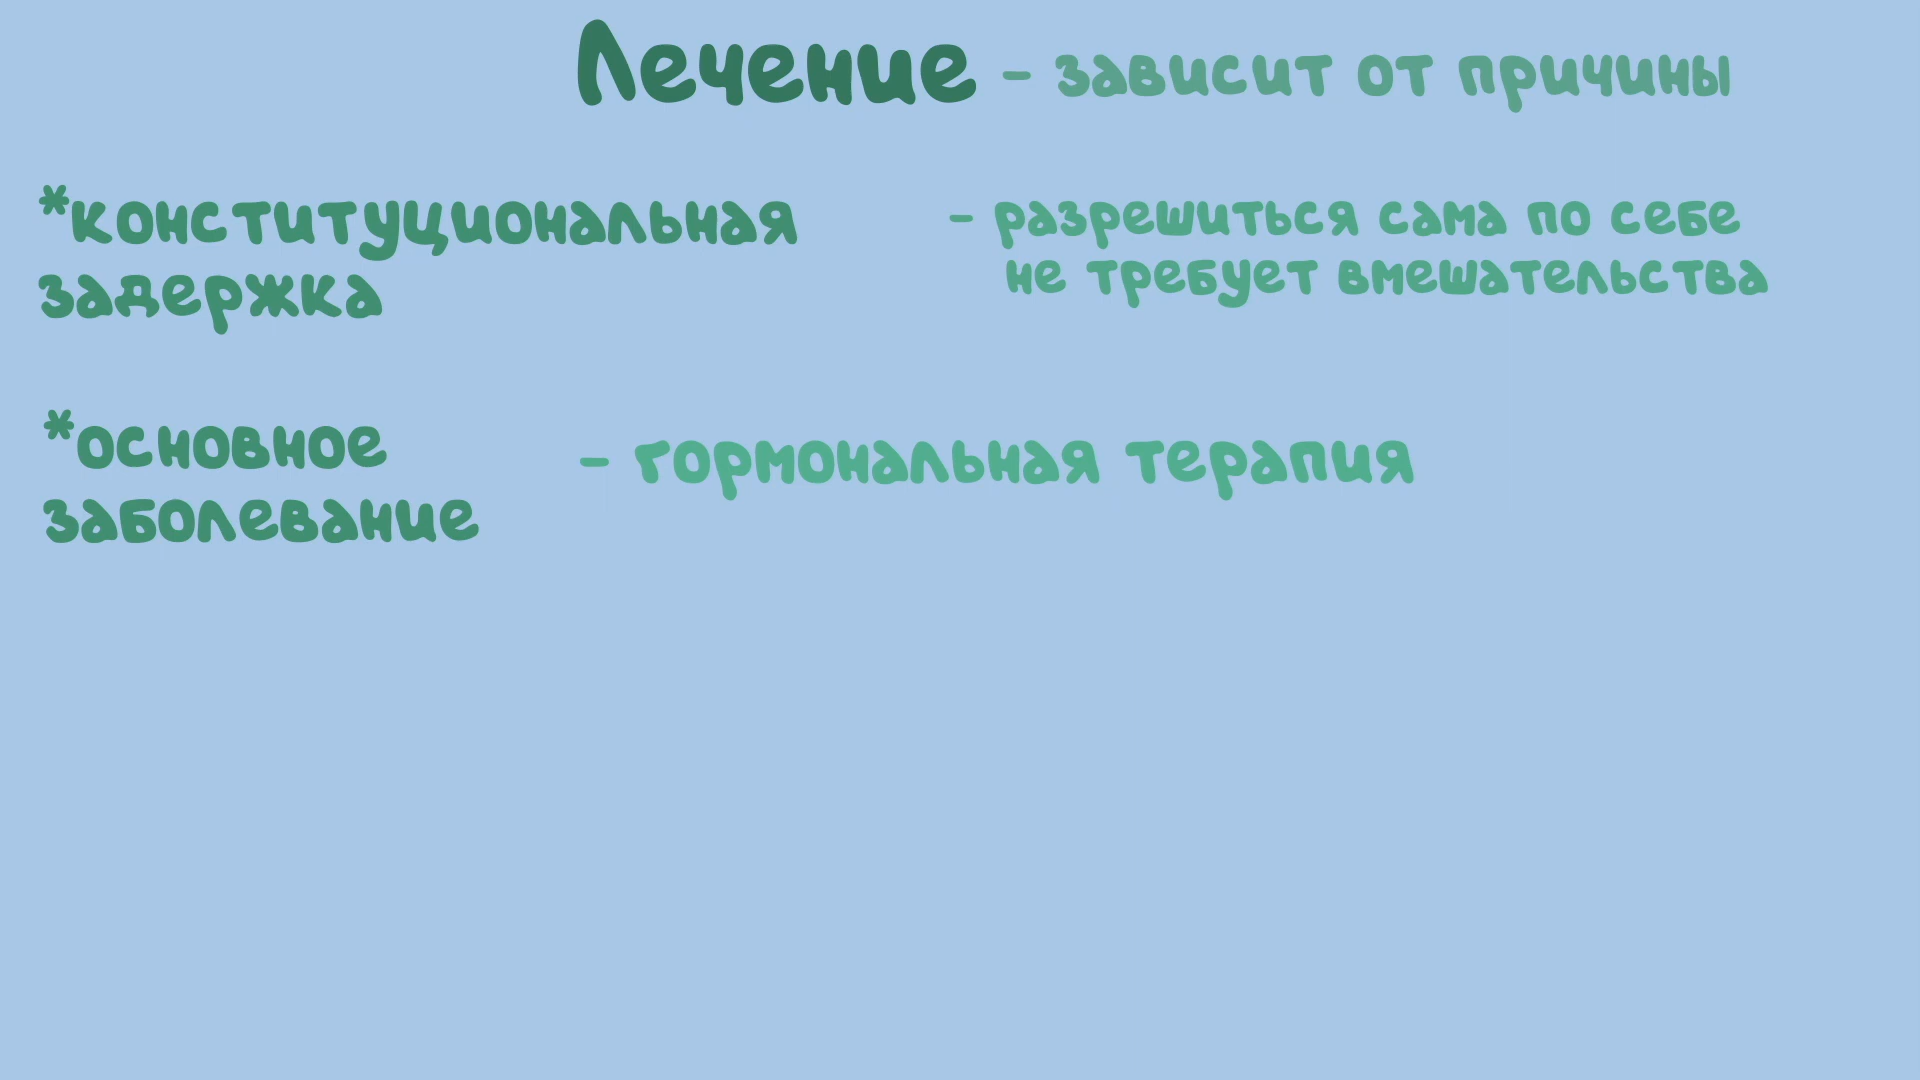 Лечение - зависит от причины
*конституциональная - разрешиться сама по себе
задержка не требует вмешательства
*основное - гормональная терапия
заболевание